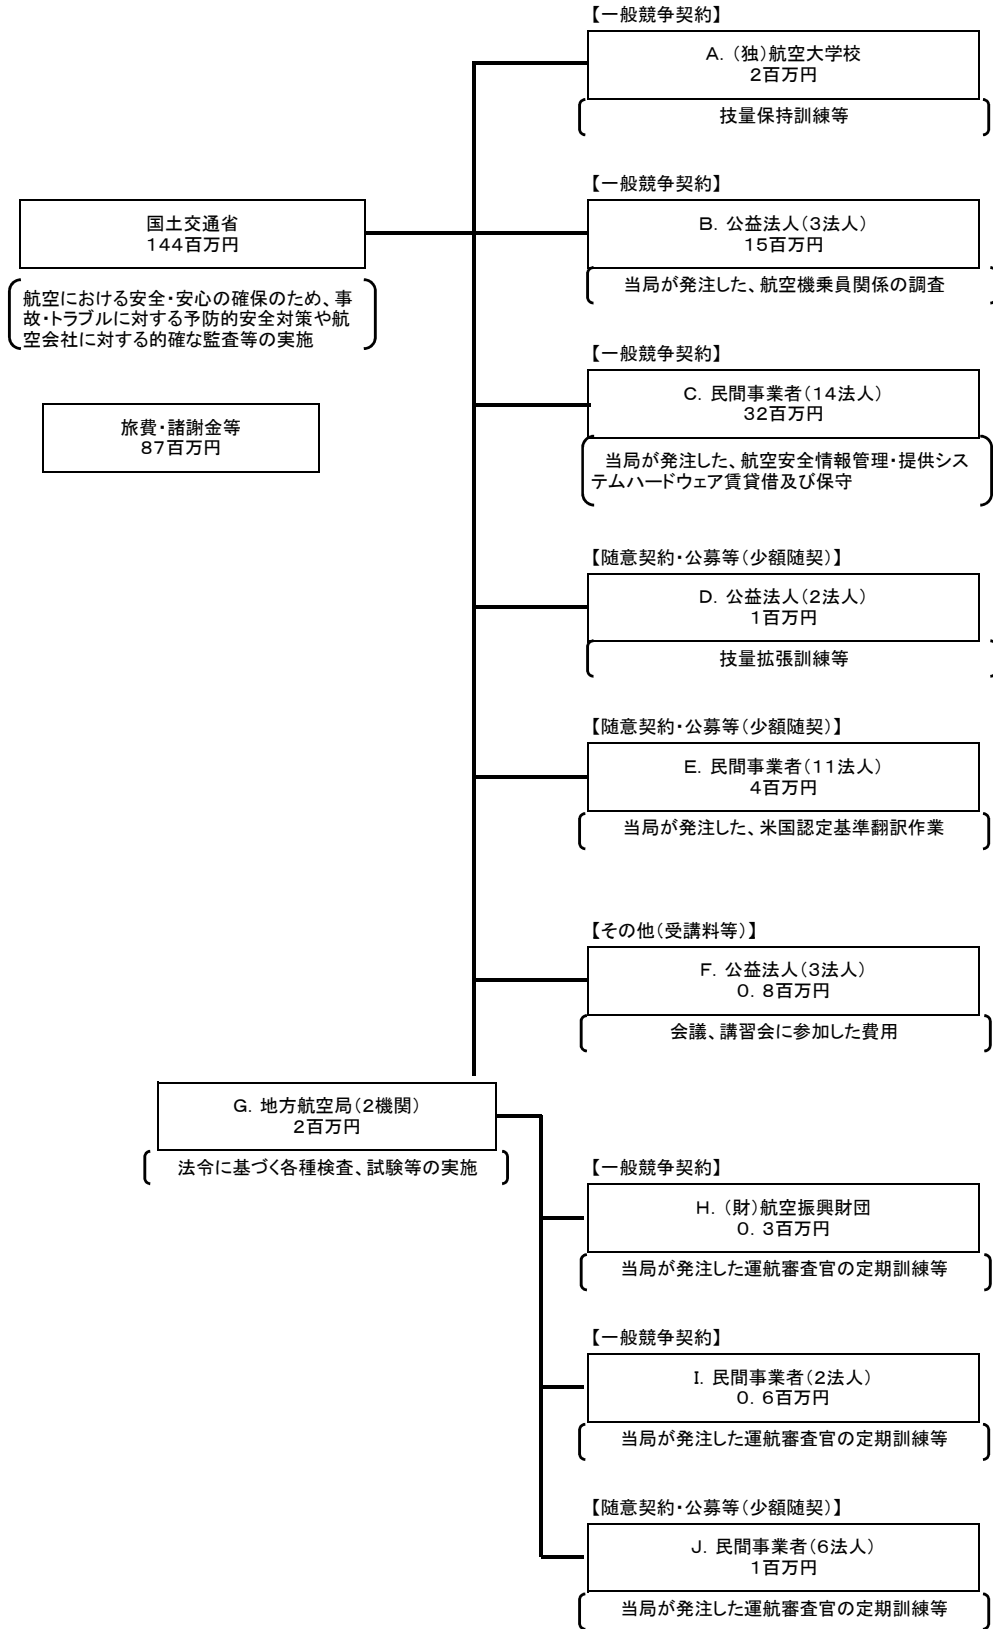 【一般競争契約】
A. (独)航空大学校
2百万円
技量保持訓練等
【一般競争契約】
国土交通省
144百万円
B. 公益法人(3法人)
15百万円
航空における安全・安心の確保のため、事
故・トラブルに対する予防的安全対策や航
空会社に対する的確な監査等の実施
当局が発注した、航空機乗員関係の調査
【一般競争契約】
C. 民間事業者(14法人)
32百万円
旅費・諸謝金等
87百万円
当局が発注した、航空安全情報管理・提供シス
テムハードウェア賃貸借及び保守
【随意契約・公募等(少額随契)】
D. 公益法人(2法人)
1百万円
技量拡張訓練等
【随意契約・公募等(少額随契)】
E. 民間事業者(11法人)
4百万円
当局が発注した、米国認定基準翻訳作業
【その他(受講料等)】
F. 公益法人(3法人)
0. 8百万円
会議、講習会に参加した費用
G. 地方航空局(2機関)
2百万円
法令に基づく各種検査、試験等の実施
【一般競争契約】
H. (財)航空振興財団
0. 3百万円
当局が発注した運航審査官の定期訓練等
【一般競争契約】
I. 民間事業者(2法人)
0. 6百万円
当局が発注した運航審査官の定期訓練等
【随意契約・公募等(少額随契)】
J. 民間事業者(6法人)
1百万円
当局が発注した運航審査官の定期訓練等